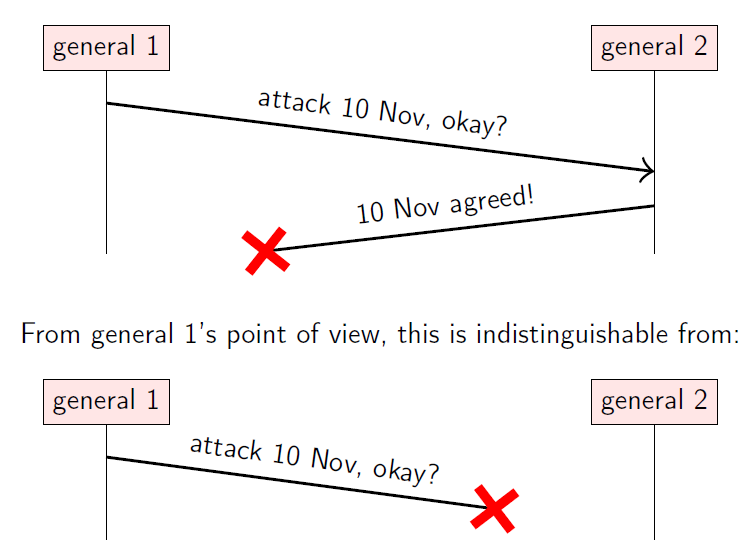 general 1
general 2
attack 10 Nov, okay?
10 Nov agreed!
From general 1's point of view, this is indistinguishable from:
general 1
general 2
attack 10 Nov, okay?